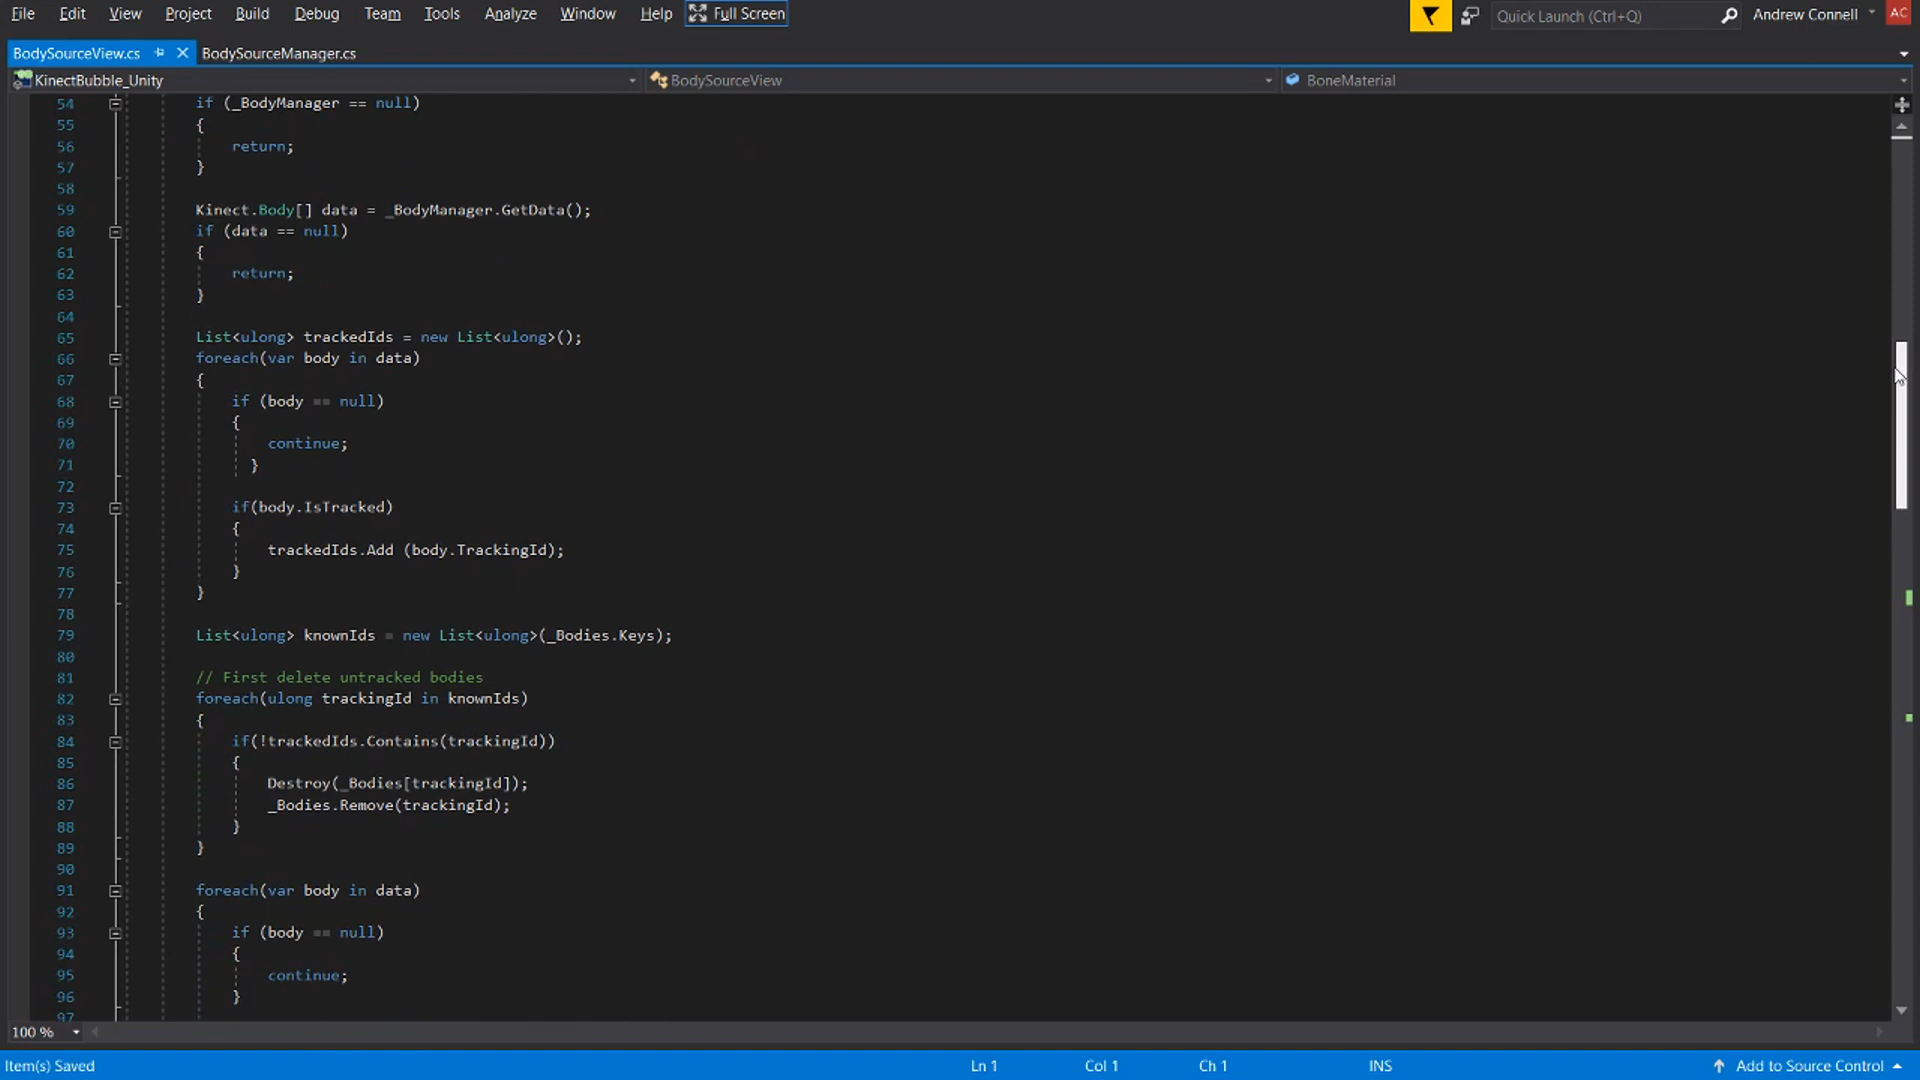 File Edit View Project Build Debug Team Tools Analyze Window Help Full Screen Quick Launch (Ctrl+Q) Andrew Connell AC
BodySourceView.cs BodySourceManager.cs
KinectBubble_Unity BodySourceView BoneMaterial
54 if (_BodyManager == null)
55 {
56 return;
57 }
58
59 Kinect.Body[] data = _BodyManager.GetData();
60 if (data == null)
61 {
62 return;
63 }
64
65 List<ulong> trackedIds = new List<ulong>();
66 foreach(var body in data)
67 {
68 if (body == null)
69 {
70 continue;
71 }
72
73 if(body.IsTracked)
74 {
75 trackedIds.Add (body.TrackingId);
76 }
77 }
78
79 List<ulong> knownIds = new List<ulong>(_Bodies.Keys);
80
81 // First delete untracked bodies
82 foreach(ulong trackingId in knownIds)
83 {
84 if(!trackedIds.Contains(trackingId))
85 {
86 Destroy(_Bodies[trackingId]);
87 _Bodies.Remove(trackingId);
88 }
89 }
90
91 foreach(var body in data)
92 {
93 if (body == null)
94 {
95 continue;
96 }
97
100 %
Item(s) Saved Ln 1 Col 1 Ch 1 INS Add to Source Control